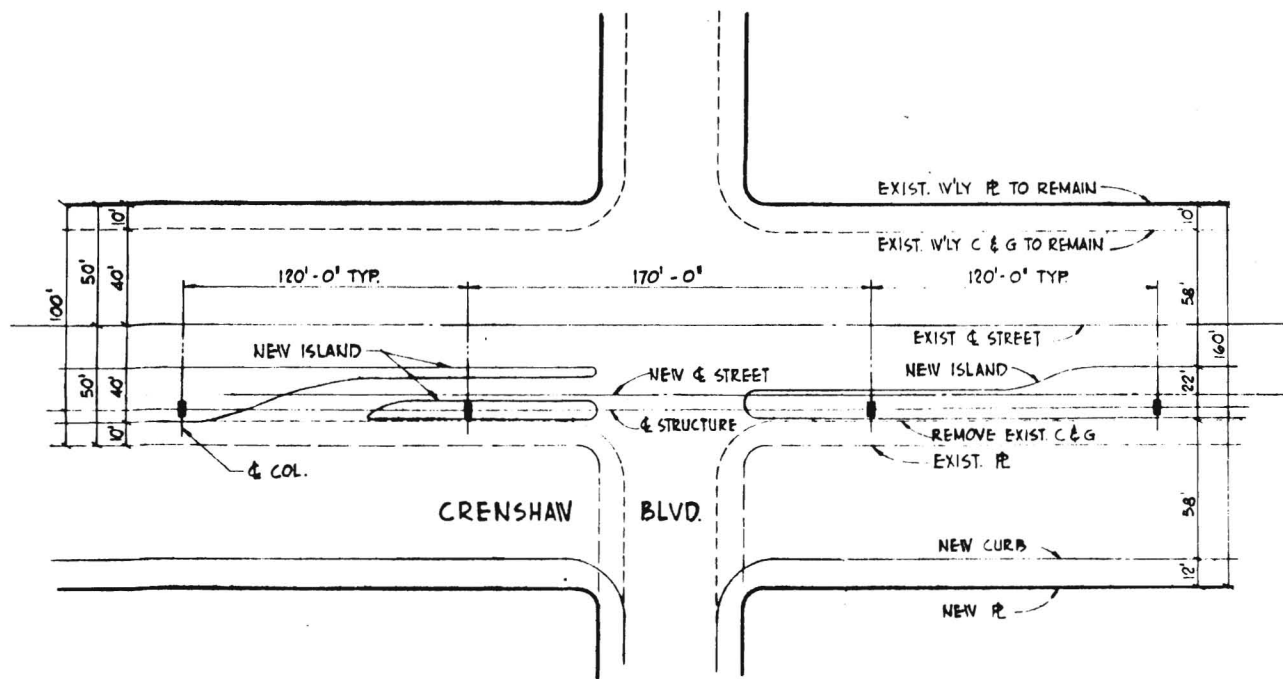 EXIST. W'LY ⅊ TO REMAIN
10'
10'
EXIST. W'LY C & G TO REMAIN
120'-0" TYP.
170'-0"
120'-0" TYP.
50'
40'
58'
100'
EXIST ℄ STREET
160'
NEW ISLAND
NEW ℄ STREET
NEW ISLAND
50'
40'
22'
℄ STRUCTURE
REMOVE EXIST. C & G
10'
EXIST. ⅊
℄ COL.
CRENSHAW BLVD.
58'
NEW CURB
12'
NEW ⅊